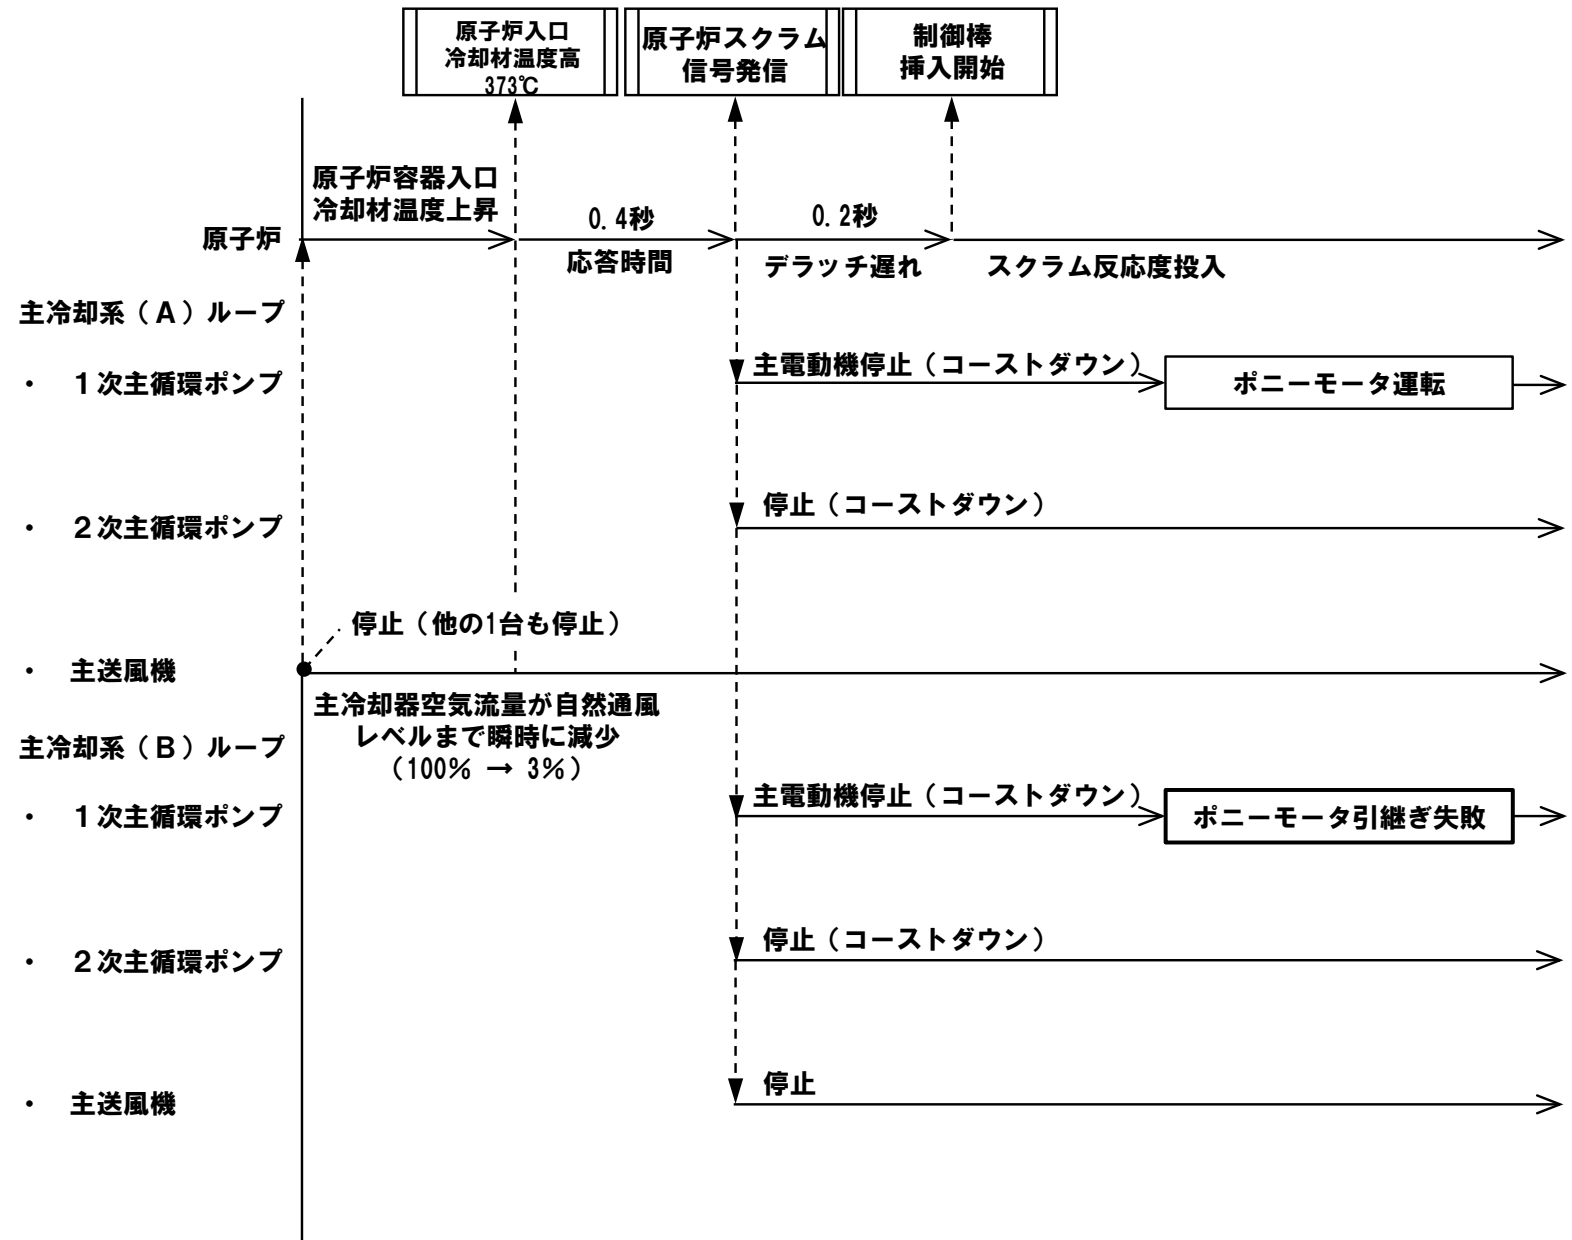 原子炉入口
冷却材温度高
373℃
原子炉スクラム
信号発信
制御棒
挿入開始
原子炉容器入口
冷却材温度上昇
0.4秒
0.2秒
原子炉
応答時間
デラッチ遅れ
スクラム反応度投入
主冷却系（A）ループ
・ 1次主循環ポンプ
主電動機停止（コーストダウン）
ポニーモータ運転
・ 2次主循環ポンプ
停止（コーストダウン）
停止（他の1台も停止）
・ 主送風機
主冷却器空気流量が自然通風
レベルまで瞬時に減少
（100% → 3%）
主冷却系（B）ループ
・ 1次主循環ポンプ
主電動機停止（コーストダウン）
ポニーモータ引継ぎ失敗
・ 2次主循環ポンプ
停止（コーストダウン）
・ 主送風機
停止